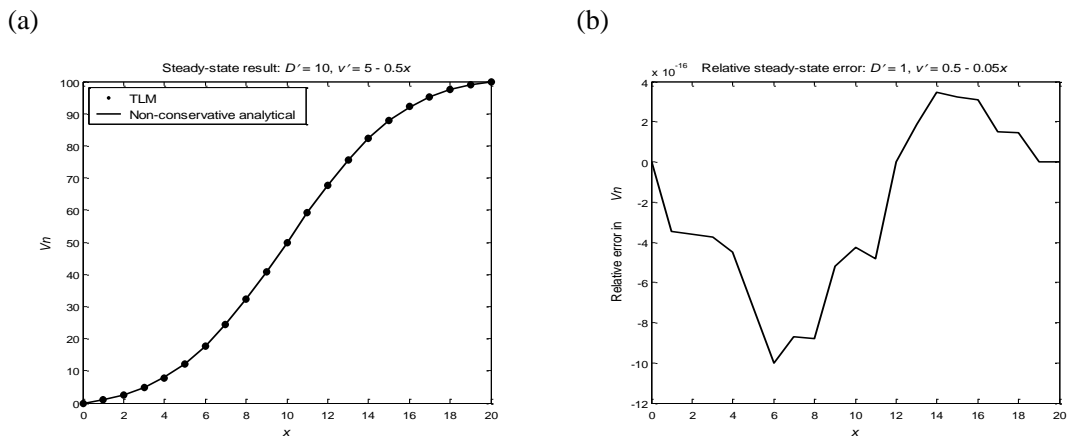 (a)
(b)
Steady-state result: D′ = 10, v′ = 5 - 0.5x
100
90
80
70
60
50
40
30
20
10
0
Vn
TLM
Non-conservative analytical
0 2 4 6 8 10 12 14 16 18 20
x
x 10^-16
Relative steady-state error: D′ = 1, v′ = 0.5 - 0.05x
4
2
0
-2
-4
-6
-8
-10
-12
Relative error in Vn
0 2 4 6 8 10 12 14 16 18 20
x